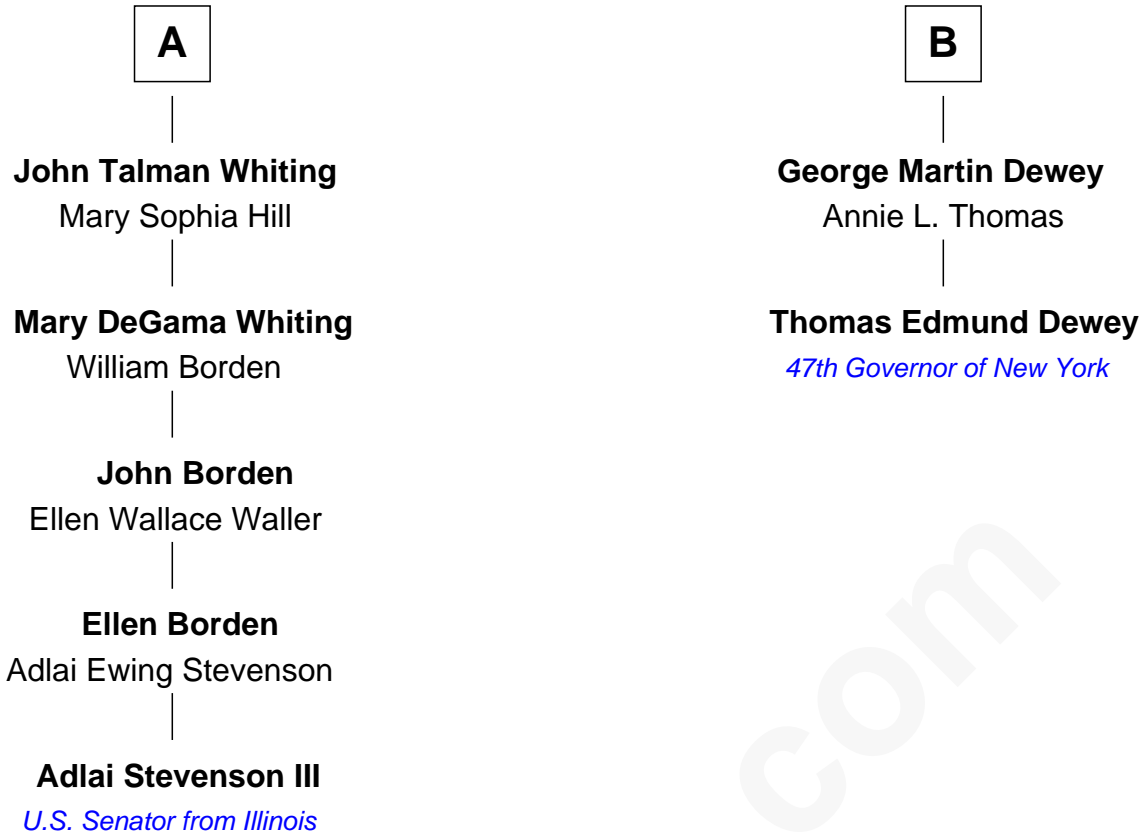 A
John Talman Whiting
Mary Sophia Hill
Mary DeGama Whiting
William Borden
John Borden
Ellen Wallace Waller
Ellen Borden
Adlai Ewing Stevenson
Adlai Stevenson III
U.S. Senator from Illinois
B
George Martin Dewey
Annie L. Thomas
Thomas Edmund Dewey
47th Governor of New York
com